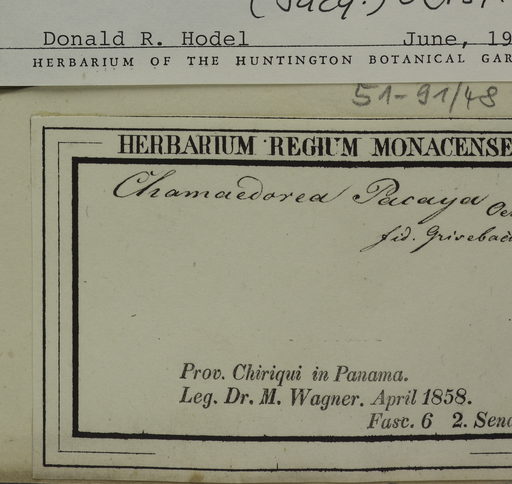 Donald R. Hodel June, 19
HERBARIUM OF THE HUNTINGTON BOTANICAL GAR
51-91/48
HERBARIUM REGIUM MONACENSE
Chamaedorea Pacaya Oer
fid. Grisebach
Prov. Chiriqui in Panama.
Leg. Dr. M. Wagner. April 1858.
Fasc. 6 2. Send